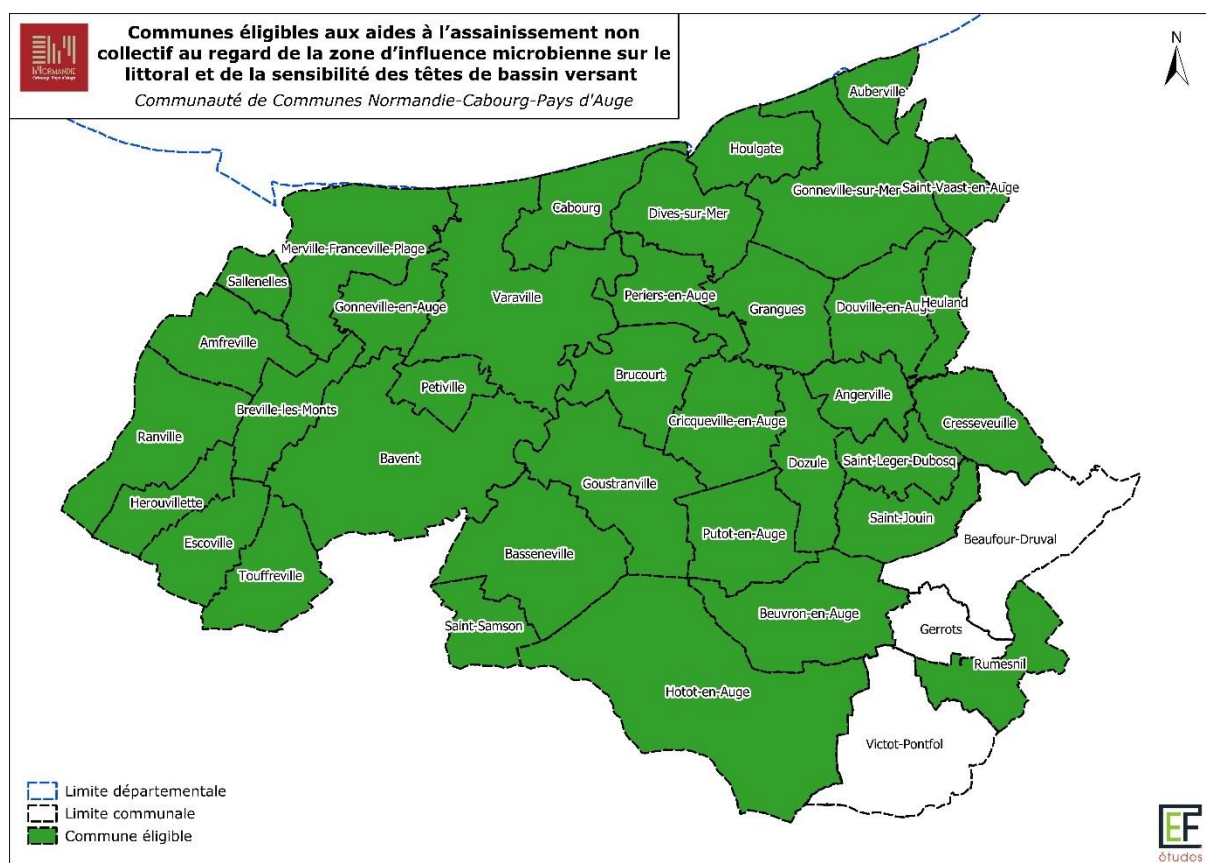 NORMANDIE
Cabourg Pays d'Auge
Communes éligibles aux aides à l'assainissement non
collectif au regard de la zone d'influence microbienne sur le
littoral et de la sensibilité des têtes de bassin versant
Communauté de Communes Normandie-Cabourg-Pays d'Auge
N
Auberville
Houlgate
Gonneville-sur-Mer
Saint-Vaast-en-Auge
Cabourg
Dives-sur-Mer
Merville-Franceville-Plage
Sallenelles
Gonneville-en-Auge
Varaville
Periers-en-Auge
Grangues
Douville-en-Auge
Heuland
Amfreville
Petiville
Brucourt
Angerville
Breville-les-Monts
Cricqueville-en-Auge
Cresseveuille
Ranville
Bavent
Dozule
Saint-Leger-Dubosq
Goustranville
Herouvillette
Saint-Jouin
Escoville
Putot-en-Auge
Beaufour-Druval
Basseneville
Touffreville
Beuvron-en-Auge
Saint-Samson
Gerrots
Rumesnil
Hotot-en-Auge
Victot-Pontfol
Limite départementale
Limite communale
Commune éligible
EF
études